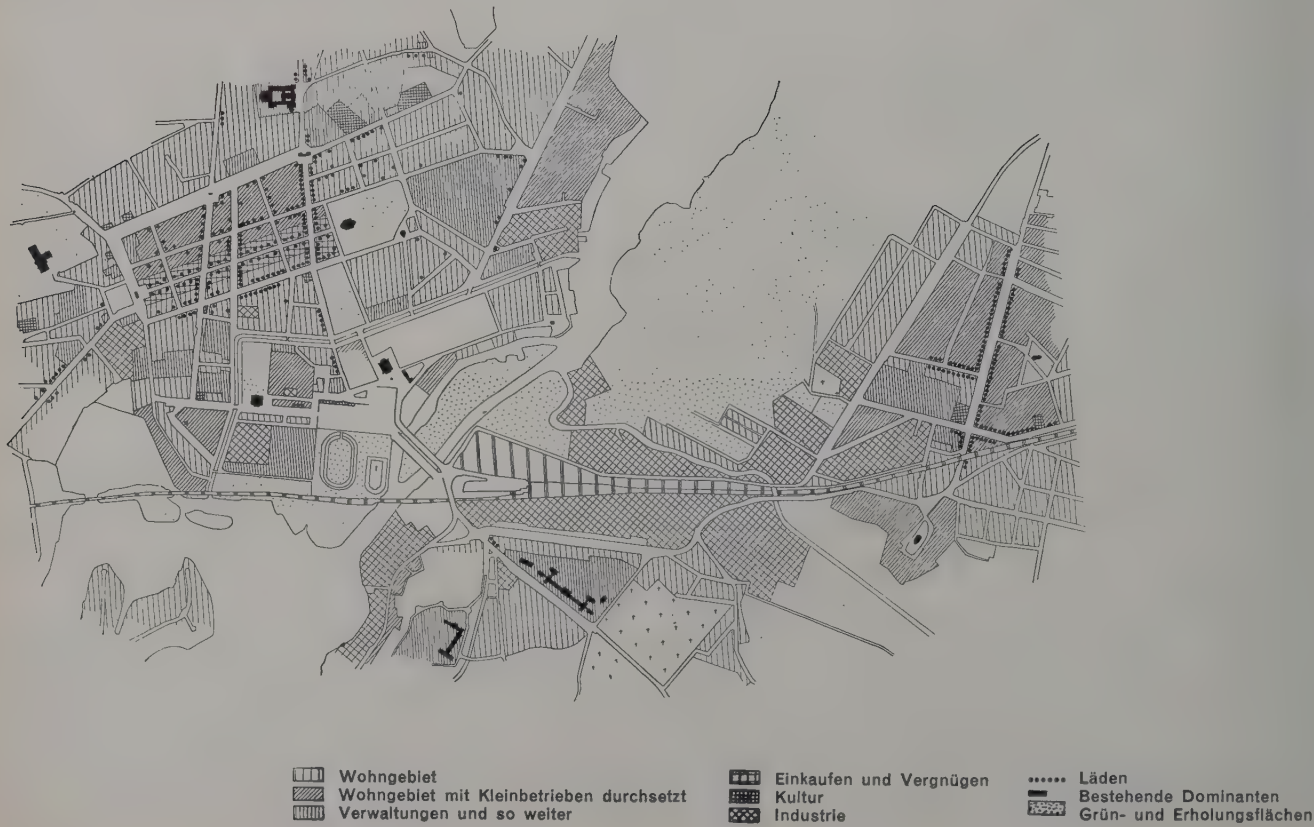 Wohngebiet
Wohngebiet mit Kleinbetrieben durchsetzt
Verwaltungen und so weiter
Einkaufen und Vergnügen
Kultur
Industrie
Läden
Bestehende Dominanten
Grün- und Erholungsflächen